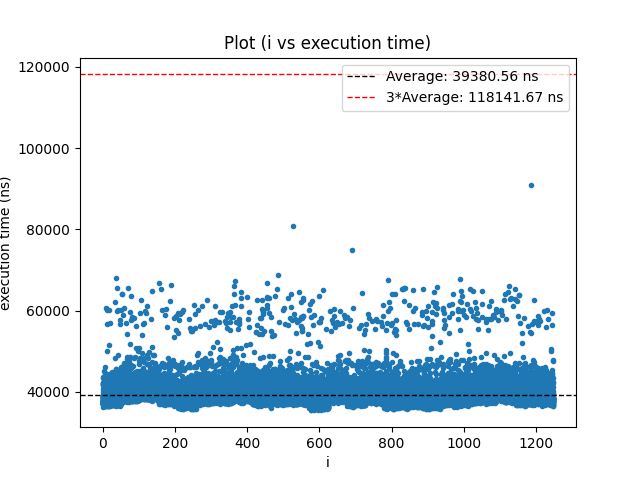 Plot (i vs execution time)
Average: 39380.56 ns
3*Average: 118141.67 ns
execution time (ns)
120000
100000
80000
60000
40000
0 200 400 600 800 1000 1200
i